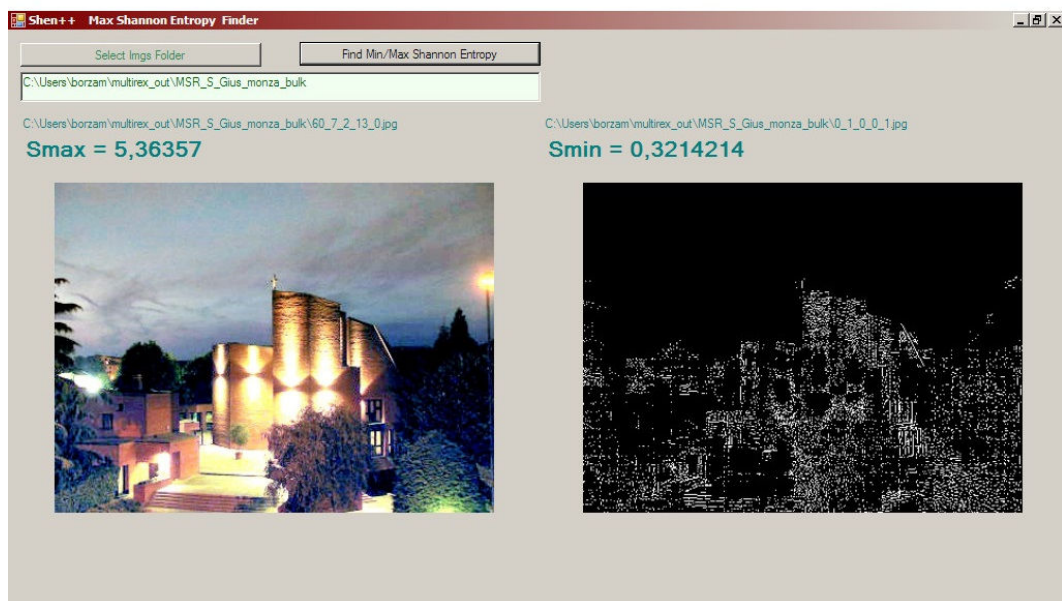 Shen++ Max Shannon Entropy Finder
Select Imgs Folder
Find Min/Max Shannon Entropy
C:\Users\borzam\multirex_out\MSR_S_Gius_monza_bulk
C:\Users\borzam\multirex_out\MSR_S_Gius_monza_bulk\60_7_2_13_0.jpg
Smax = 5,36357
C:\Users\borzam\multirex_out\MSR_S_Gius_monza_bulk\0_1_0_0_1.jpg
Smin = 0,3214214